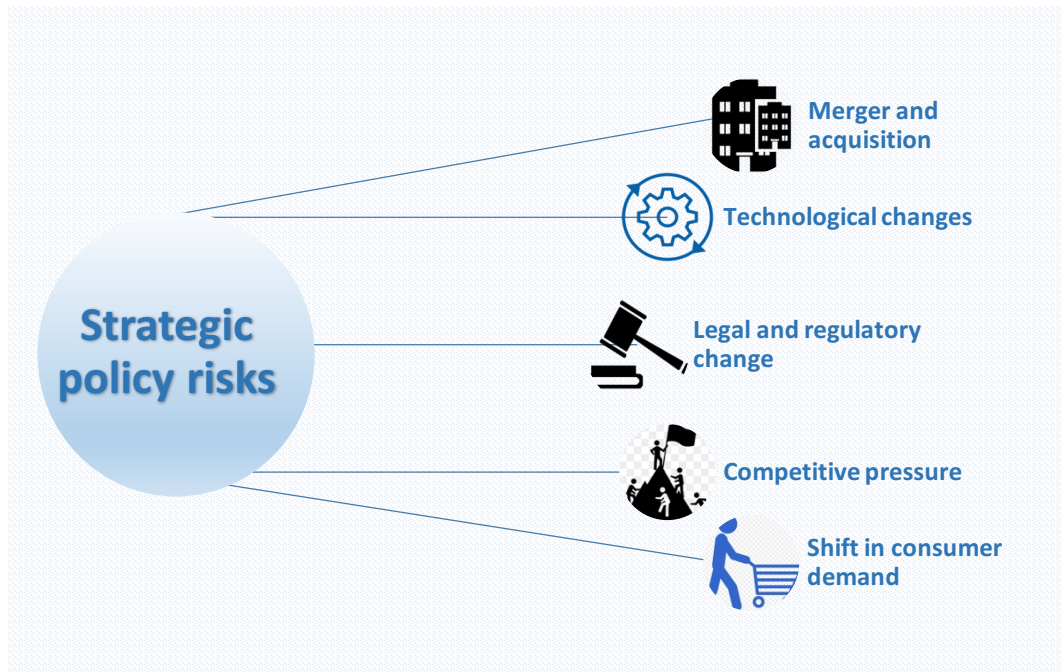 Merger and
acquisition
Technological changes
Strategic
policy risks
Legal and regulatory
change
Competitive pressure
Shift in consumer
demand